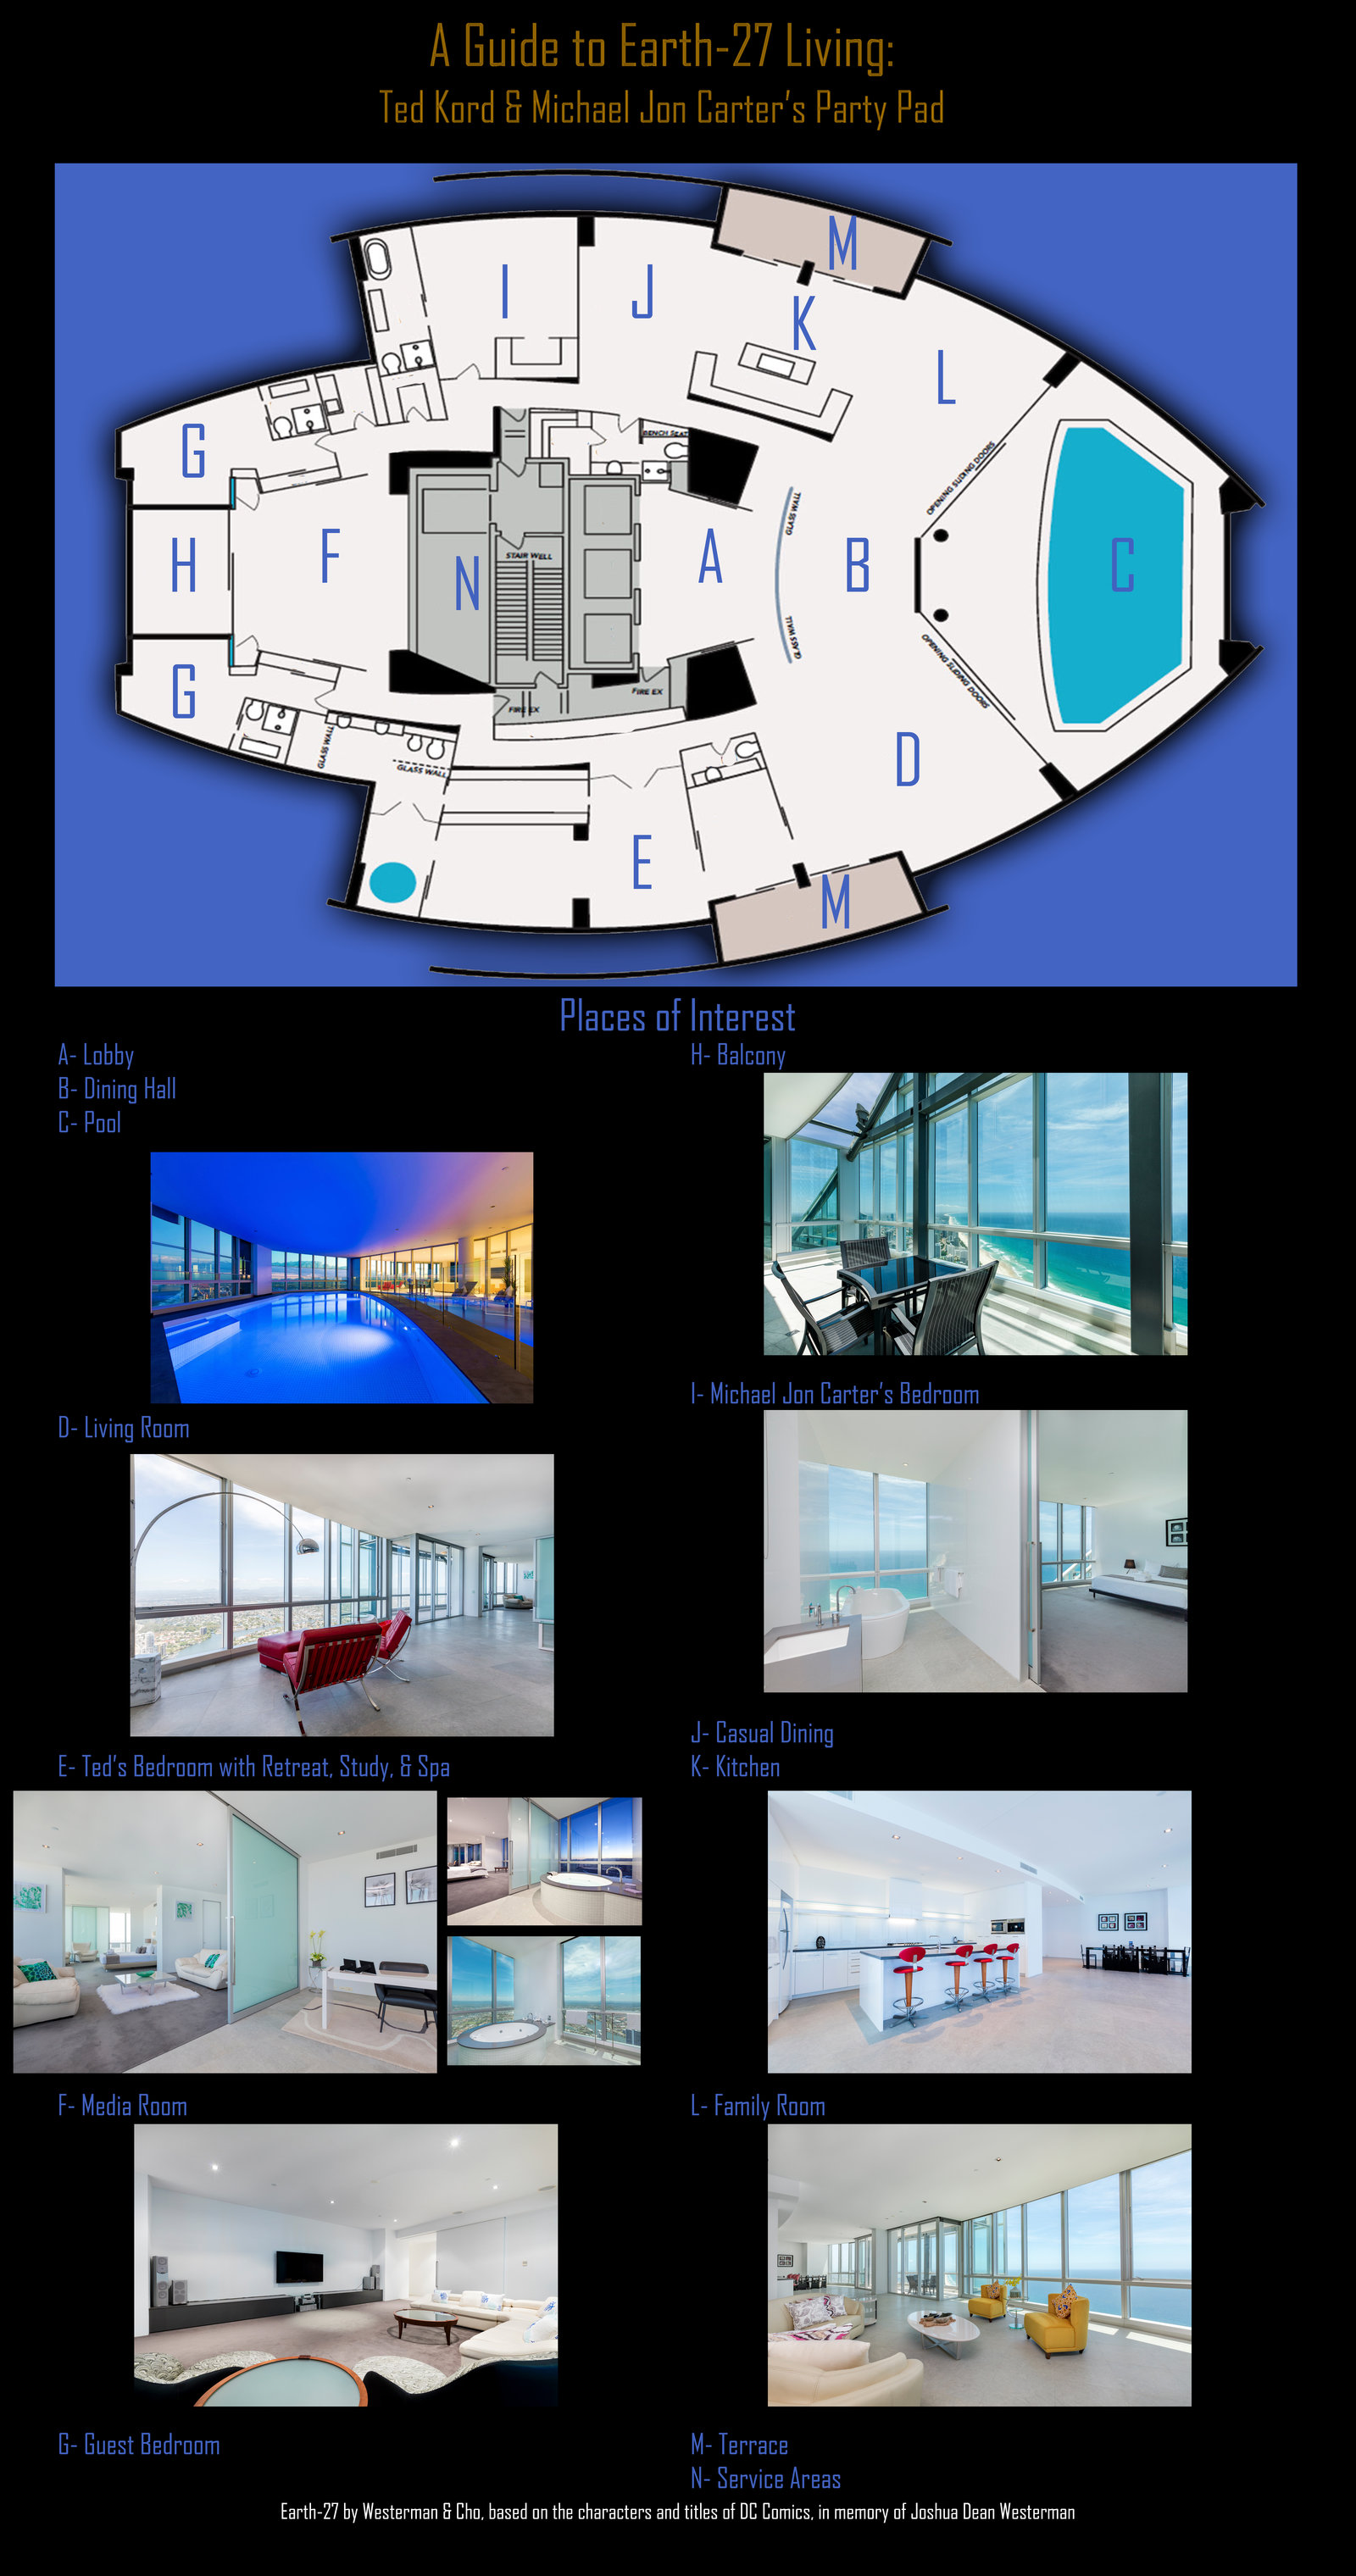 A Guide to Earth-27 Living:
Ted Kord & Michael Jon Carter's Party Pad
M
I
J
K
L
G
BENCH SEAT
OPENING SLIDING DOORS
GLASS WALL
H
F
N
STAIR WELL
A
B
C
GLASS WALL
OPENING SLIDING DOORS
G
FIRE EX
FIRE EX
GLASS WALL
GLASS WALL
D
E
M
Places of Interest
A- Lobby
B- Dining Hall
C- Pool
D- Living Room
E- Ted's Bedroom with Retreat, Study, & Spa
F- Media Room
G- Guest Bedroom
H- Balcony
I- Michael Jon Carter's Bedroom
J- Casual Dining
K- Kitchen
L- Family Room
M- Terrace
N- Service Areas
Earth-27 by Westerman & Cho, based on the characters and titles of DC Comics, in memory of Joshua Dean Westerman